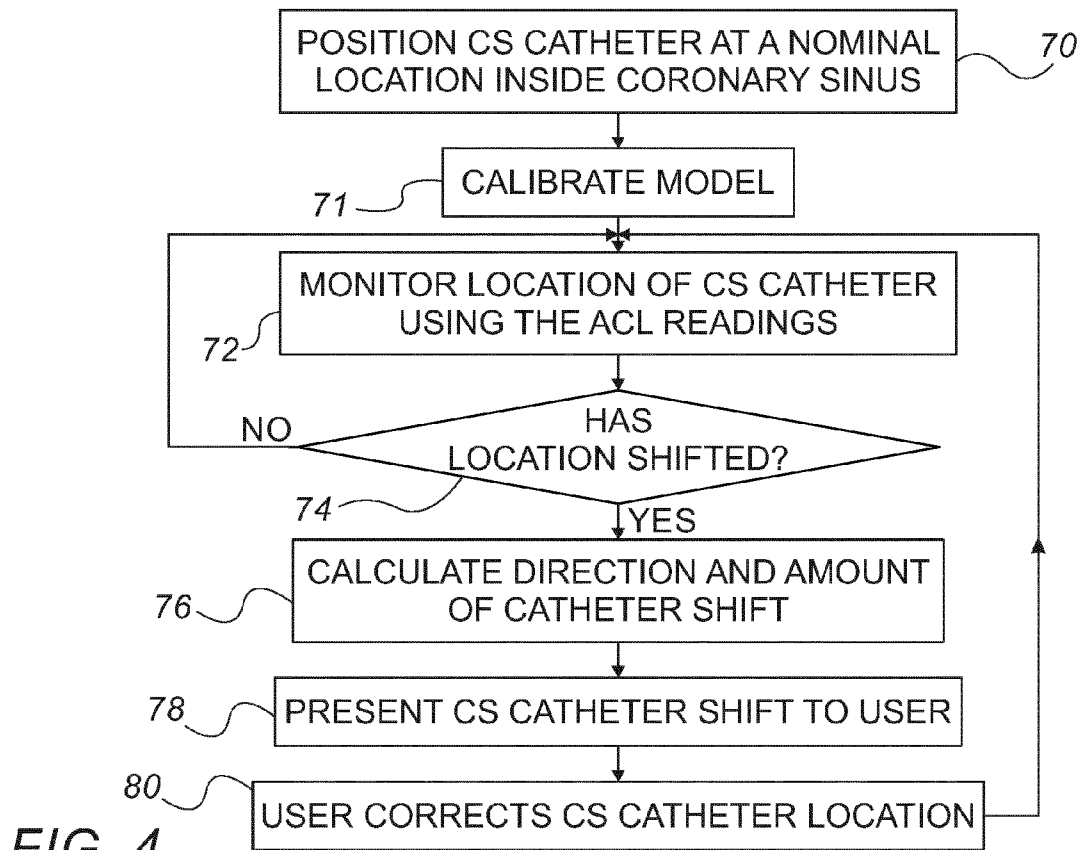 POSITION CS CATHETER AT A NOMINAL
LOCATION INSIDE CORONARY SINUS
70
CALIBRATE MODEL
71
MONITOR LOCATION OF CS CATHETER
USING THE ACL READINGS
72
HAS
LOCATION SHIFTED?
NO
74
YES
CALCULATE DIRECTION AND AMOUNT
OF CATHETER SHIFT
76
PRESENT CS CATHETER SHIFT TO USER
78
USER CORRECTS CS CATHETER LOCATION
80
FIG. 4